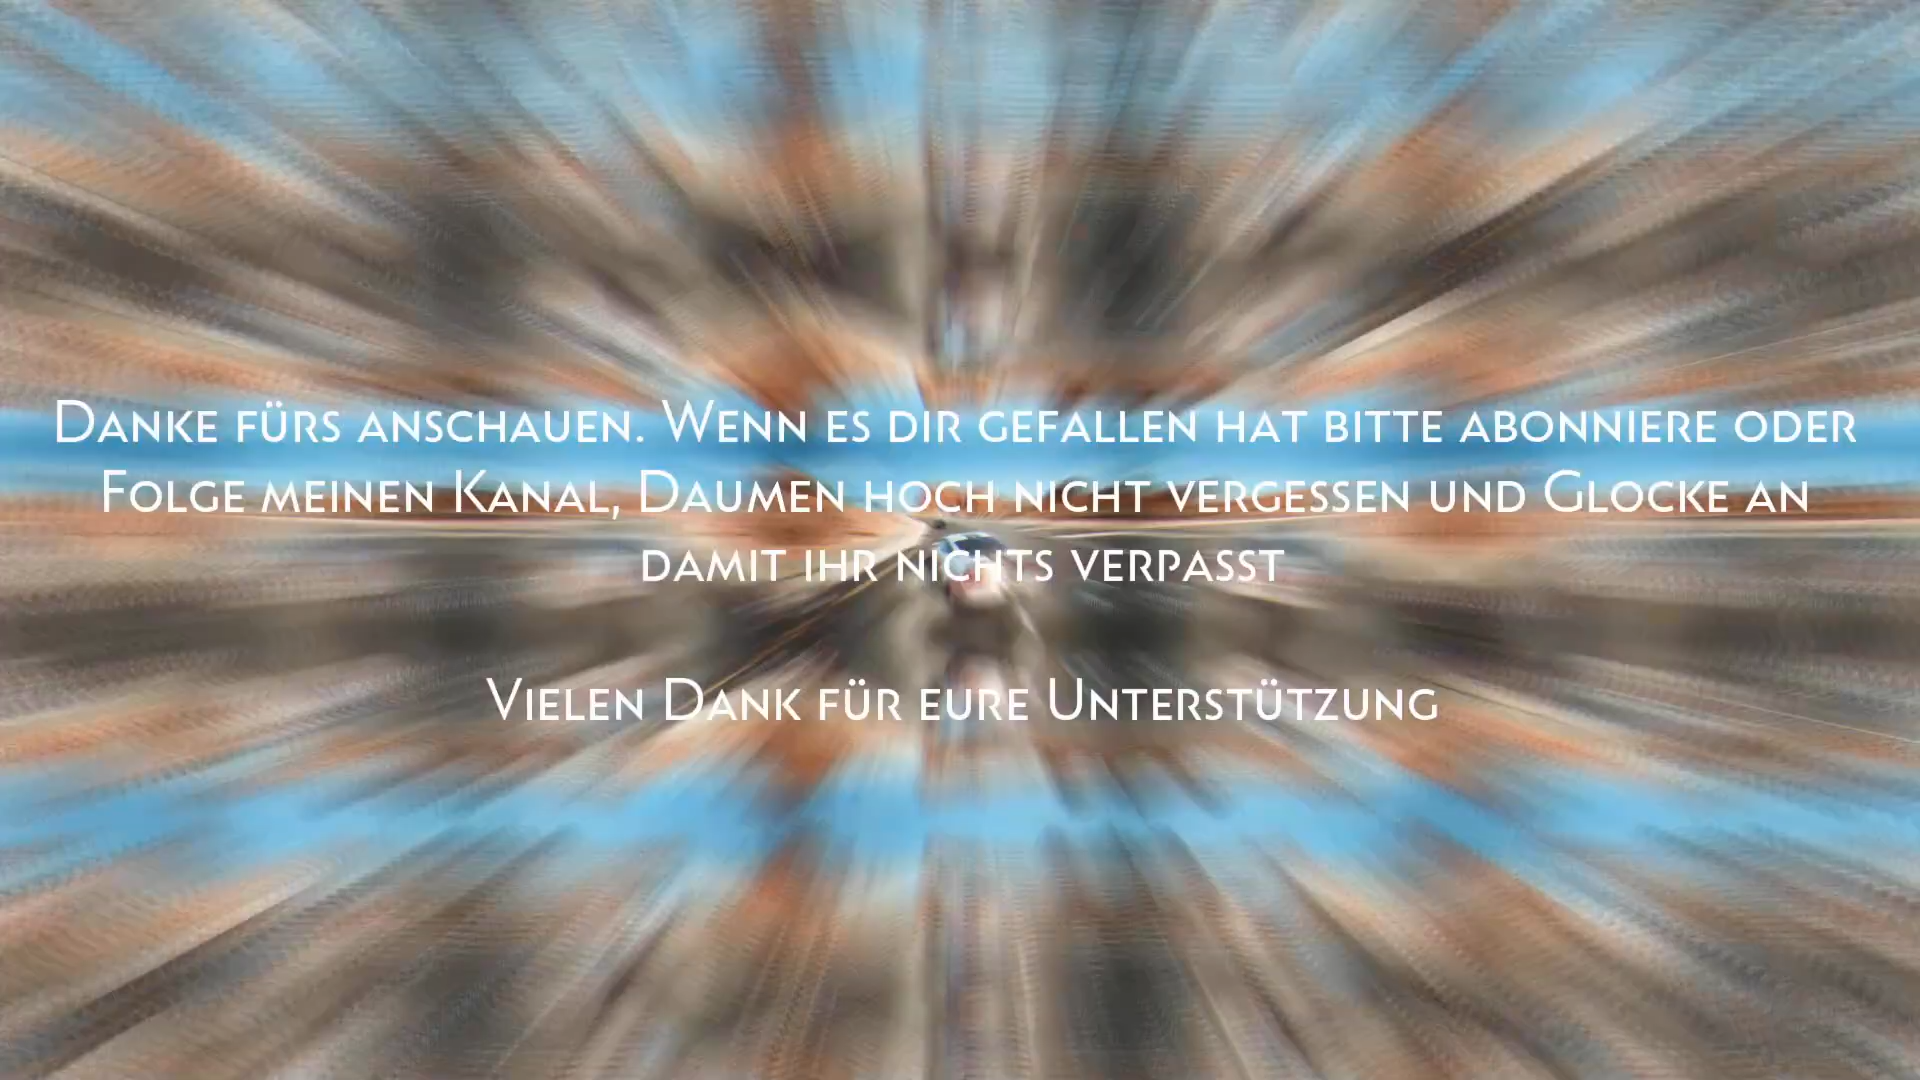 Danke fürs anschauen. Wenn es dir gefallen hat bitte abonniere oder
Folge meinen Kanal, Daumen hoch nicht vergessen und Glocke an
damit ihr nichts verpasst
Vielen Dank für eure Unterstützung